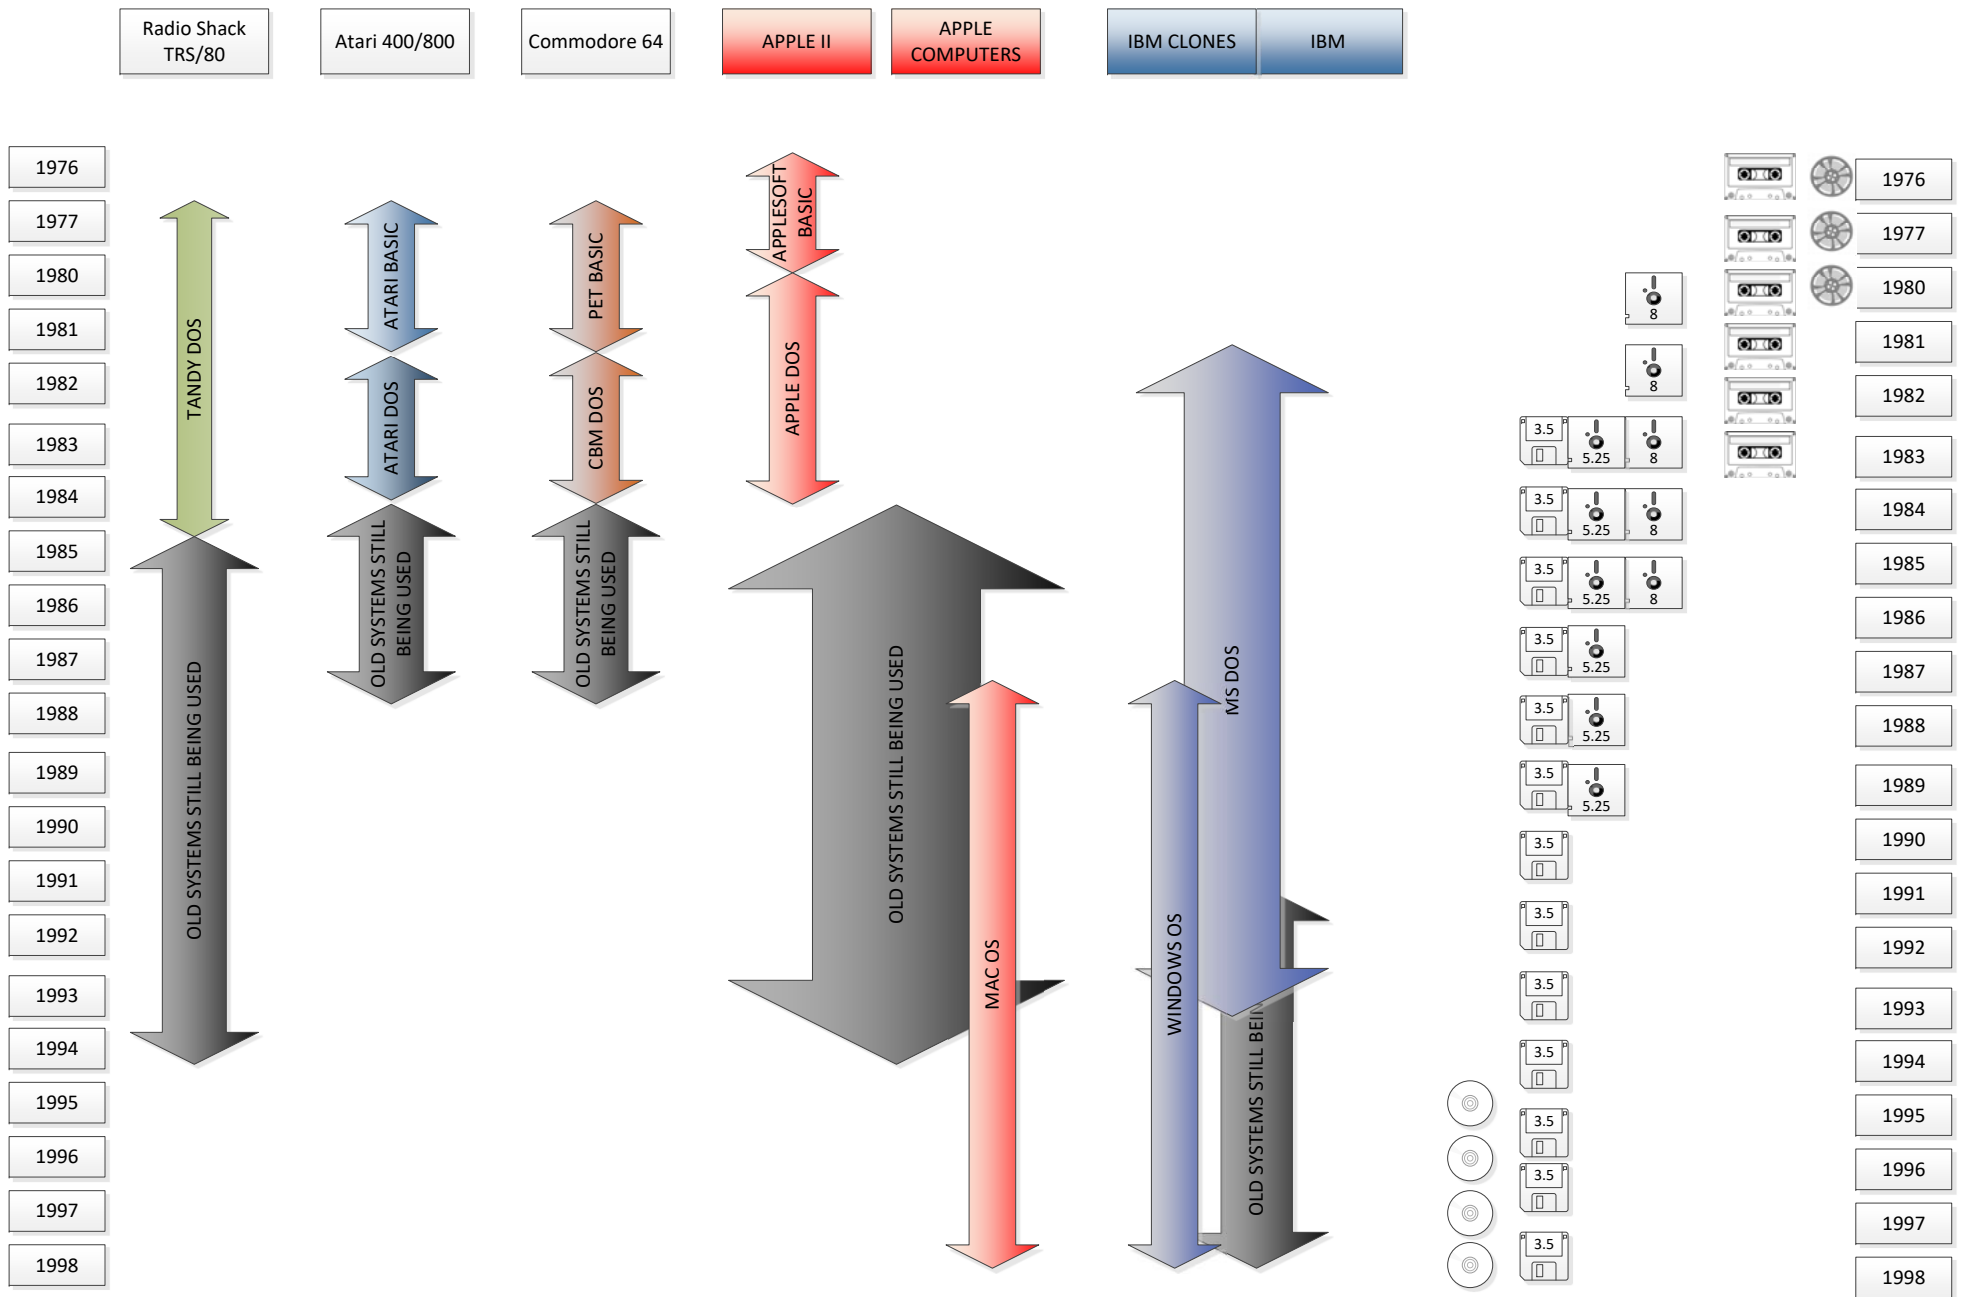 Radio Shack
TRS/80
Atari 400/800
Commodore 64
APPLE II
APPLE
COMPUTERS
IBM CLONES
IBM
1976
1977
1980
1981
1982
1983
1984
1985
1986
1987
1988
1989
1990
1991
1992
1993
1994
1995
1996
1997
1998
TANDY DOS
OLD SYSTEMS STILL BEING USED
ATARI BASIC
ATARI DOS
OLD SYSTEMS STILL
BEING USED
PET BASIC
CBM DOS
OLD SYSTEMS STILL
BEING USED
APPLESOFT
BASIC
APPLE DOS
OLD SYSTEMS STILL BEING USED
MAC OS
MS DOS
WINDOWS OS
OLD SYSTEMS STILL BEIN
8
8
3.5
5.25
8
3.5
5.25
8
3.5
5.25
8
3.5
5.25
3.5
5.25
3.5
5.25
3.5
3.5
3.5
3.5
3.5
3.5
3.5
1976
1977
1980
1981
1982
1983
1984
1985
1986
1987
1988
1989
1990
1991
1992
1993
1994
1995
1996
1997
1998